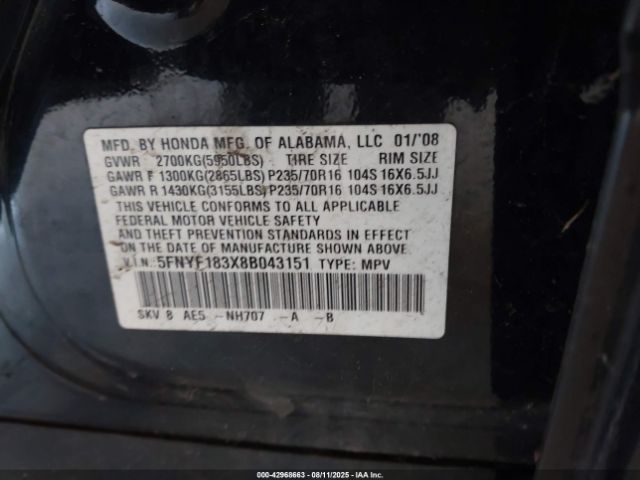 MFD. BY HONDA MFG. OF ALABAMA, LLC 01/'08
GVWR 2700KG(5950LBS) TIRE SIZE RIM SIZE
GAWR F 1300KG(2865LBS) P235/70R16 104S 16X6.5JJ
GAWR R 1430KG(3155LBS) P235/70R16 104S 16X6.5JJ
THIS VEHICLE CONFORMS TO ALL APPLICABLE
FEDERAL MOTOR VEHICLE SAFETY
AND THEFT PREVENTION STANDARDS IN EFFECT
ON THE DATE OF MANUFACTURE SHOWN ABOVE.
V.I.N. 5FNYF183X8B043151 TYPE: MPV
SKV 8 AE5 -NH707 -A -B
000-42968663 - 08/11/2025 - IAA Inc.